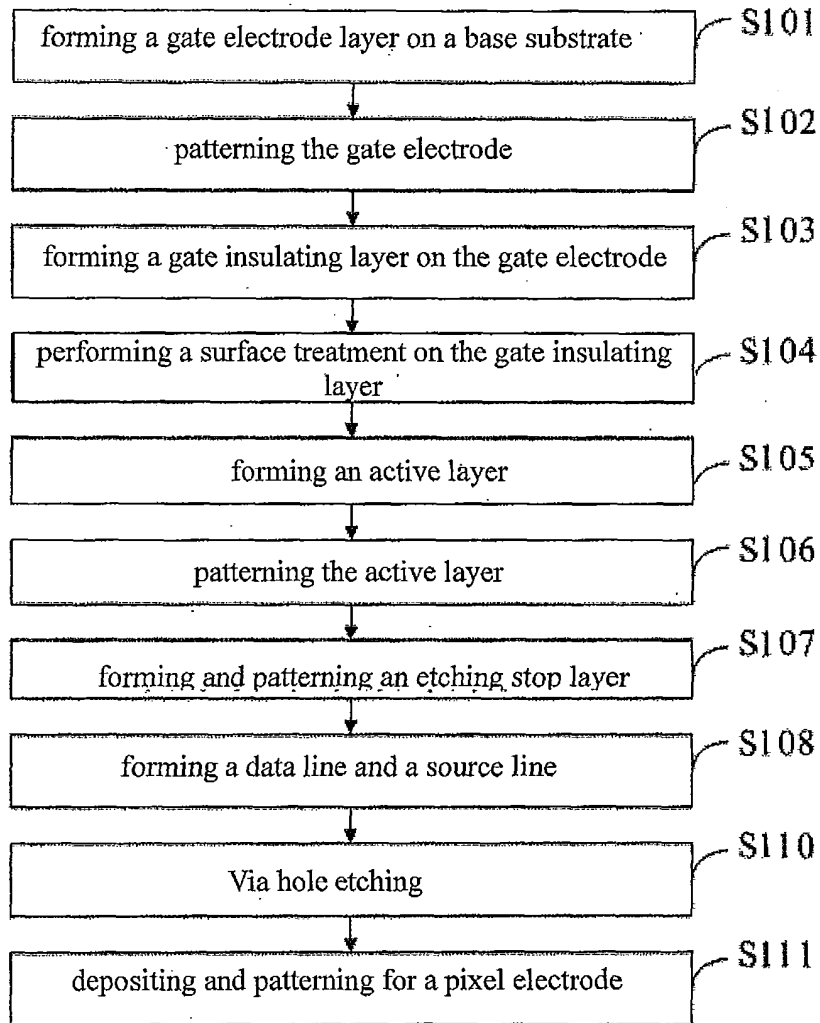 forming a gate electrode layer on a base substrate
S101
patterning the gate electrode
S102
forming a gate insulating layer on the gate electrode
S103
performing a surface treatment on the gate insulating
layer
S104
forming an active layer
S105
patterning the active layer
S106
forming and patterning an etching stop layer
S107
forming a data line and a source line
S108
Via hole etching
S110
depositing and patterning for a pixel electrode
S111